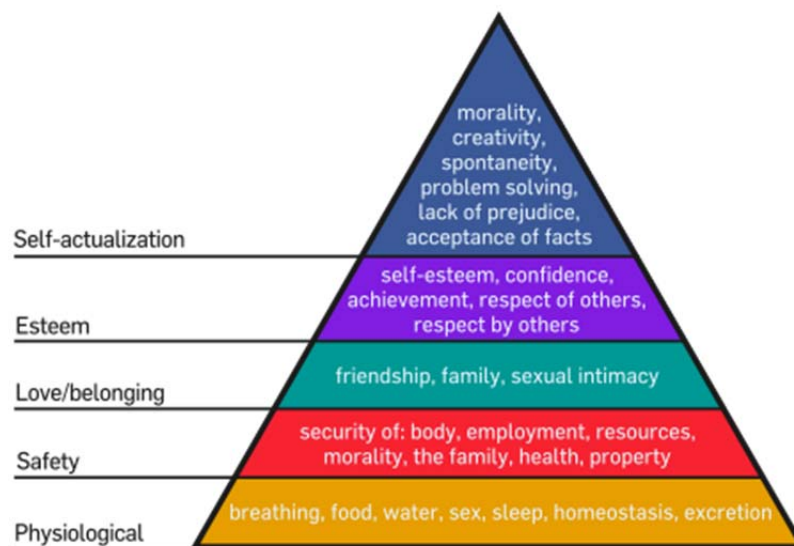 morality,
creativity,
spontaneity,
problem solving,
lack of prejudice,
acceptance of facts
Self-actualization
self-esteem, confidence,
achievement, respect of others,
respect by others
Esteem
friendship, family, sexual intimacy
Love/belonging
security of: body, employment, resources,
morality, the family, health, property
Safety
breathing, food, water, sex, sleep, homeostasis, excretion
Physiological